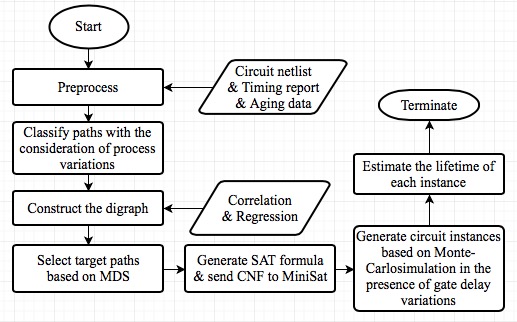 Start
Preprocess
Circuit netlist
& Timing report
& Aging data
Classify paths with the
consideration of process
variations
Construct the digraph
Correlation
& Regression
Select target paths
based on MDS
Generate SAT formula
& send CNF to MiniSat
Generate circuit instances
based on Monte-
Carlosimulation in the
presence of gate delay
variations
Estimate the lifetime of
each instance
Terminate